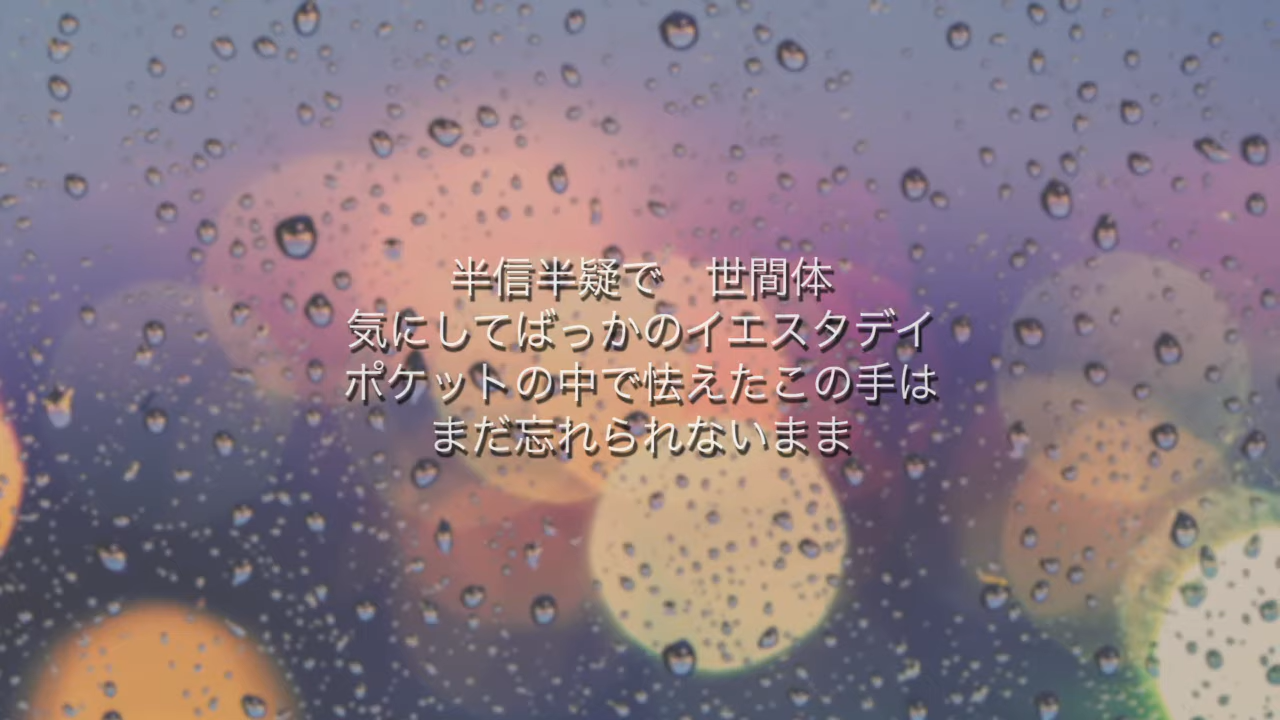 半信半疑で　世間体
気にしてばっかのイエスタデイ
ポケットの中で怯えたこの手は
まだ忘れられないまま